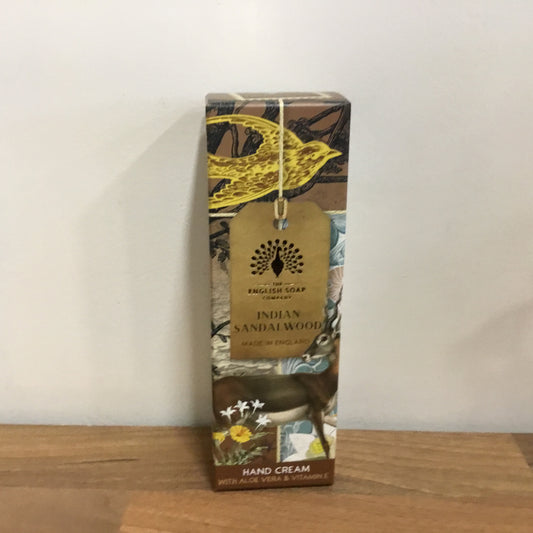 THE
ENGLISH SOAP
COMPANY
INDIAN
SANDALWOOD
MADE IN ENGLAND
HAND CREAM
WITH ALOE VERA & VITAMIN E